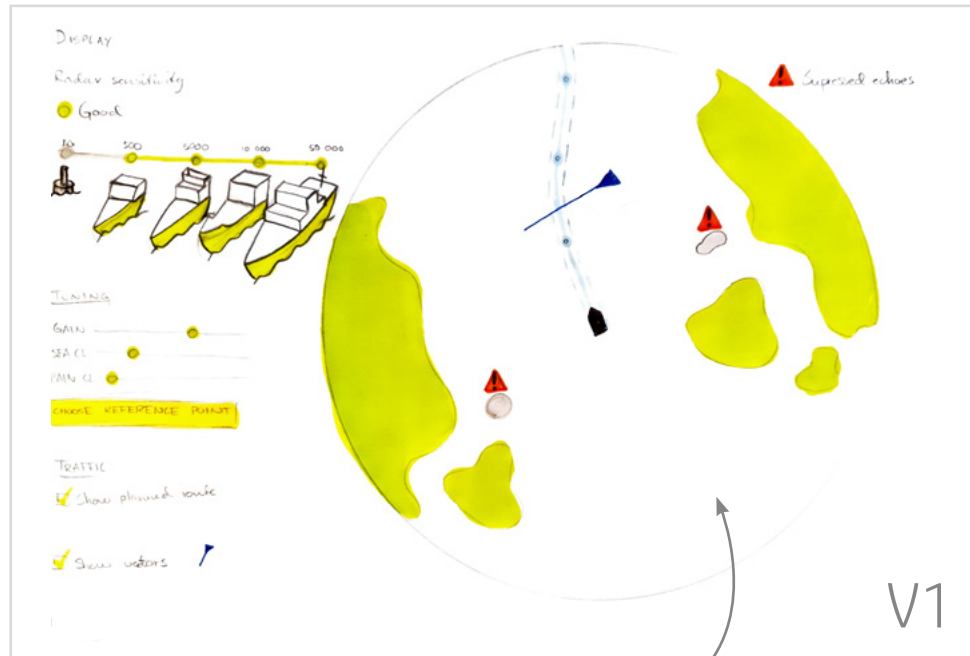 DISPLAY
Radar sensitivity
Good
10 500 5000 10 000 50 000
TUNING
GAIN
SEA CL
RAIN CL
CHOOSE REFERENCE POINT
TRAFFIC
Show planned route
Show vectors
Supressed echoes
V1